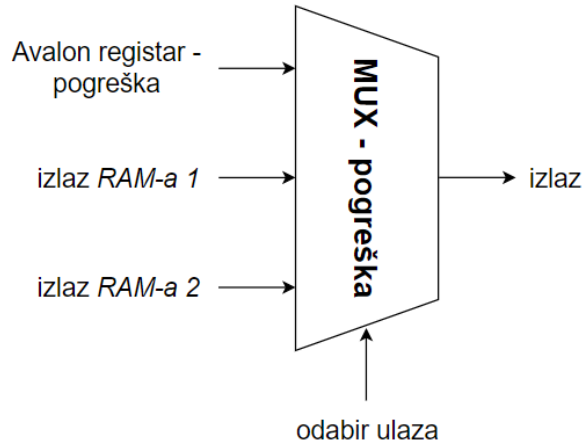 Avalon registar -
pogreška
izlaz RAM-a 1
izlaz RAM-a 2
MUX - pogreška
izlaz
odabir ulaza